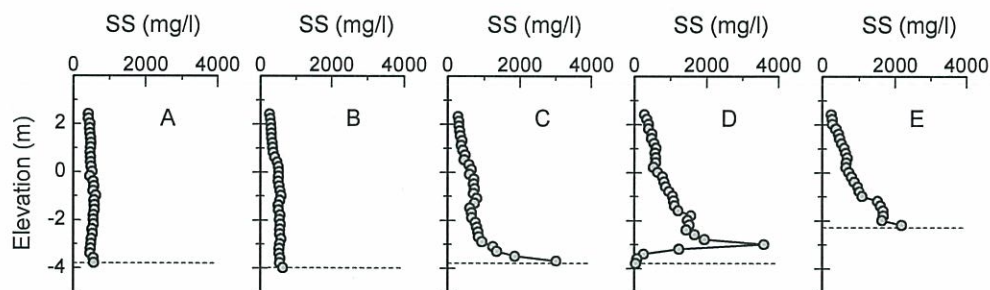 SS (mg/l) SS (mg/l) SS (mg/l) SS (mg/l) SS (mg/l)
0 2000 4000 0 2000 4000 0 2000 4000 0 2000 4000 0 2000 4000
A B C D E
Elevation (m)
2
0
-2
-4